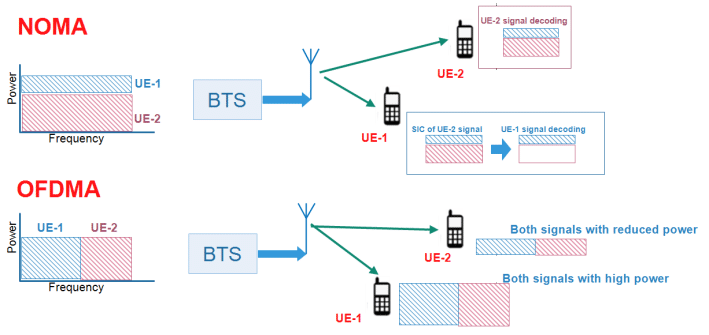 NOMA
Power
UE-1
UE-2
Frequency
BTS
UE-2
UE-1
UE-2 signal decoding
SIC of UE-2 signal
UE-1 signal decoding
OFDMA
Power
UE-1
UE-2
Frequency
BTS
UE-2
UE-1
Both signals with reduced power
Both signals with high power